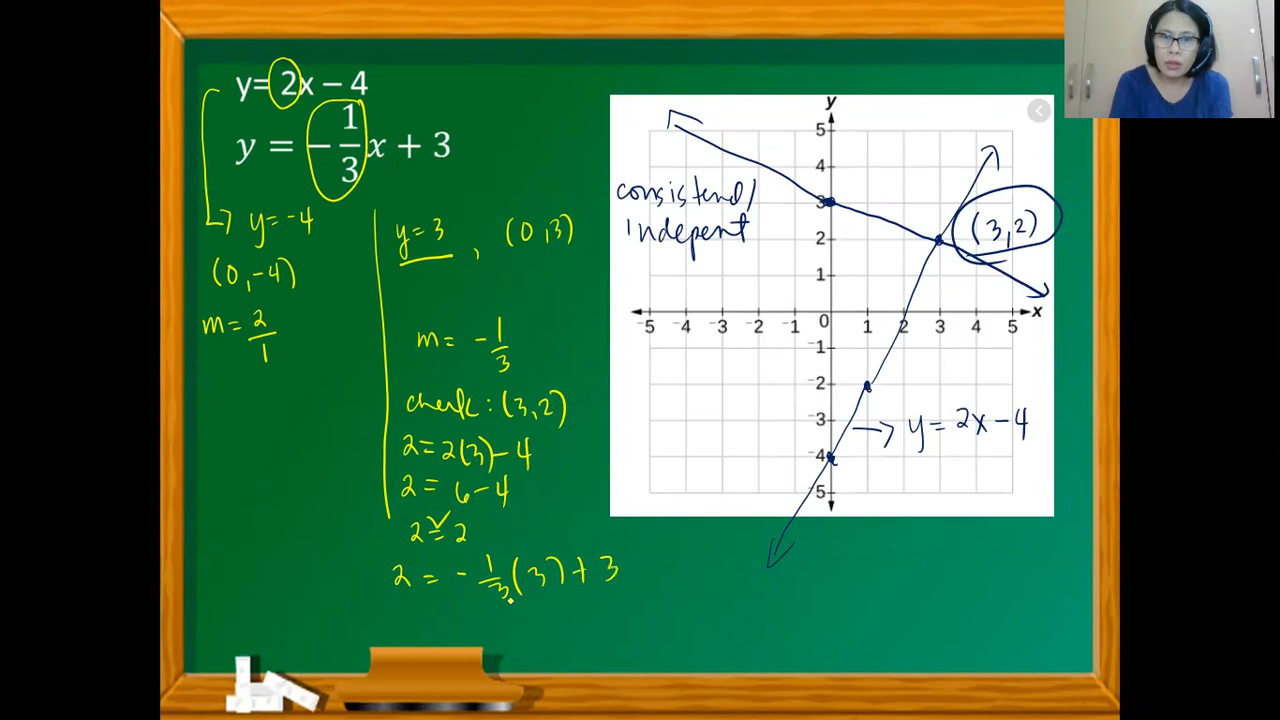 y= 2x – 4
y = – 1/3 x + 3
y = -4
(0, -4)
m = 2/1
y = 3 , (0, 3)
m = - 1/3
check : (3, 2)
2 = 2(3) - 4
2 = 6 - 4
2 = 2
2 = - 1/3 (3) + 3
consistend/
indepent
(3, 2)
y = 2x - 4
y
5
4
3
2
1
-5 -4 -3 -2 -1 0 1 2 3 4 5 x
-1
-2
-3
-4
-5